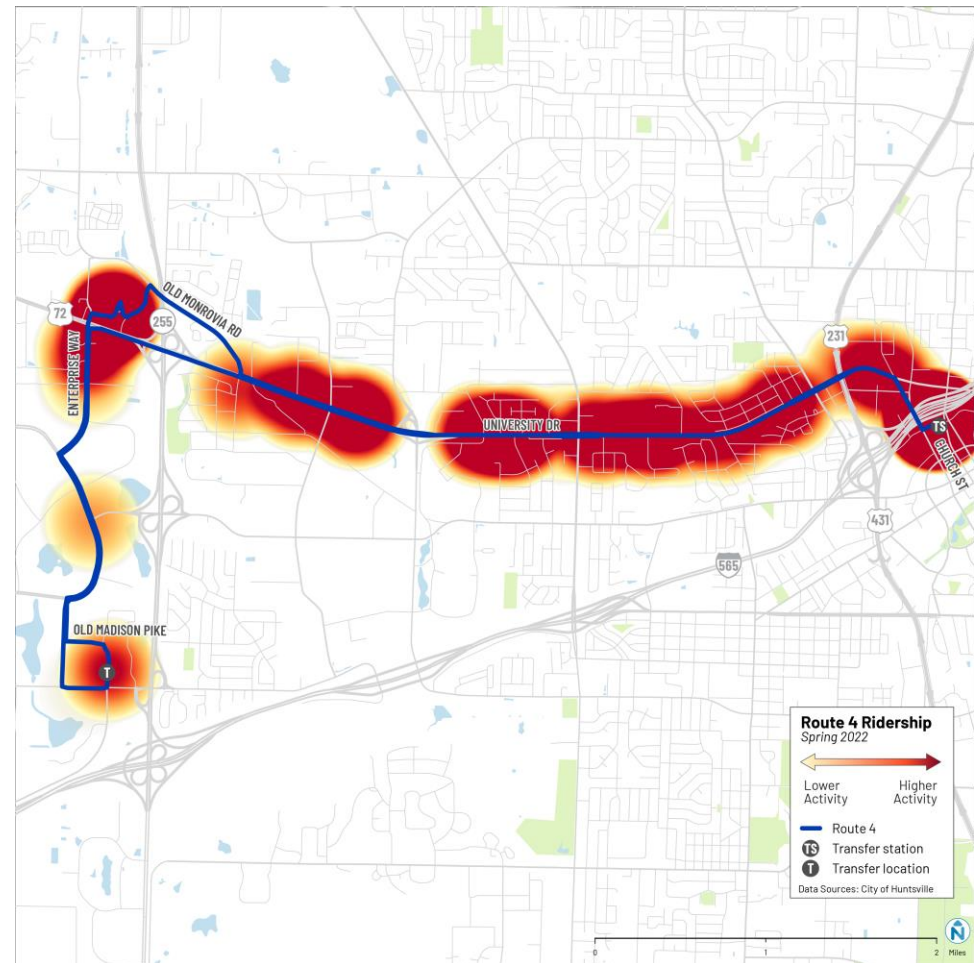 OLD MONROVIA RD
72
255
ENTERPRISE WAY
231
UNIVERSITY DR
TS
CHURCH ST
431
565
OLD MADISON PIKE
T
Route 4 Ridership
Spring 2022
Lower Activity
Higher Activity
Route 4
TS Transfer station
T Transfer location
Data Sources: City of Huntsville
N
0 1 2 Miles